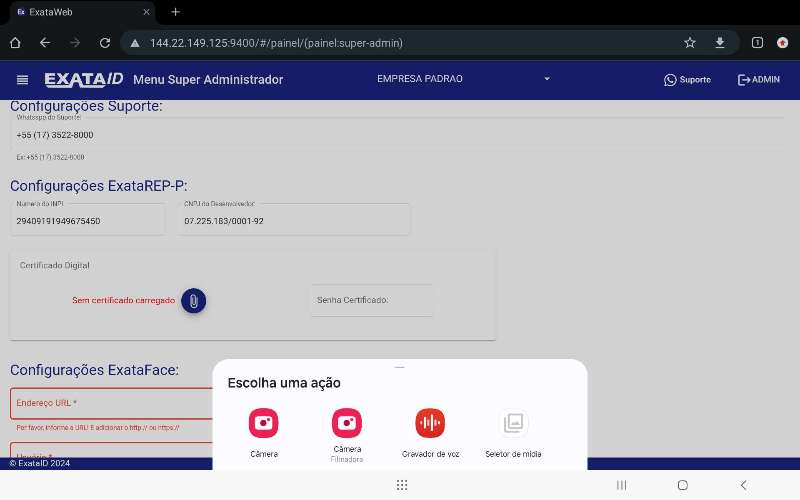 ExataWeb
144.22.149.125:9400/#/painel/(painel:super-admin)
1
EXATAID Menu Super Administrador
EMPRESA PADRAO
Suporte
ADMIN
Configurações Suporte:
Whatsapp do Suporte:
+55 (17) 3522-8000
Ex: +55 (17) 3522-8000
Configurações ExataREP-P:
Numero do INPI
29409191949675450
CNPJ do Desenvolvedor:
07.225.183/0001-92
Certificado Digital
Sem certificado carregado
Senha Certificado:
Configurações ExataFace:
Endereço URL *
Por favor, informe a URL! E adicionar o http:// ou https://
Usuário *
Escolha uma ação
Câmera
Câmera
Filmadora
Gravador de voz
Seletor de mídia
© ExataID 2024